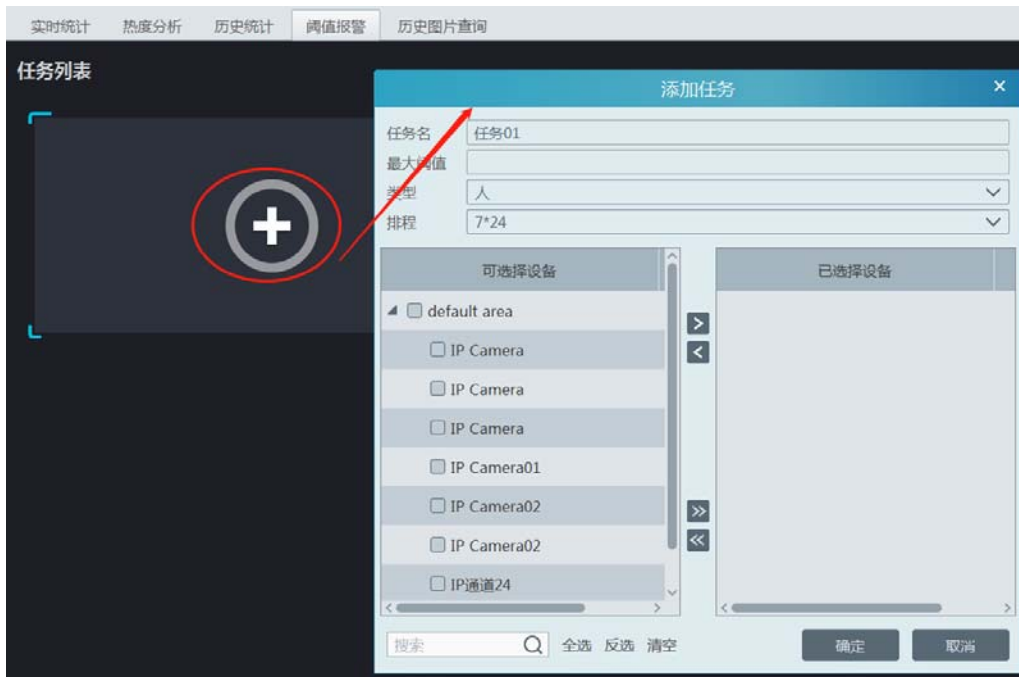 实时统计 热度分析 历史统计 阈值报警 历史图片查询
任务列表
添加任务
任务名 任务01
最大阈值
类型 人
排程 7*24
可选择设备 已选择设备
default area
IP Camera
IP Camera
IP Camera
IP Camera01
IP Camera02
IP Camera02
IP通道24
搜索 全选 反选 清空 确定 取消